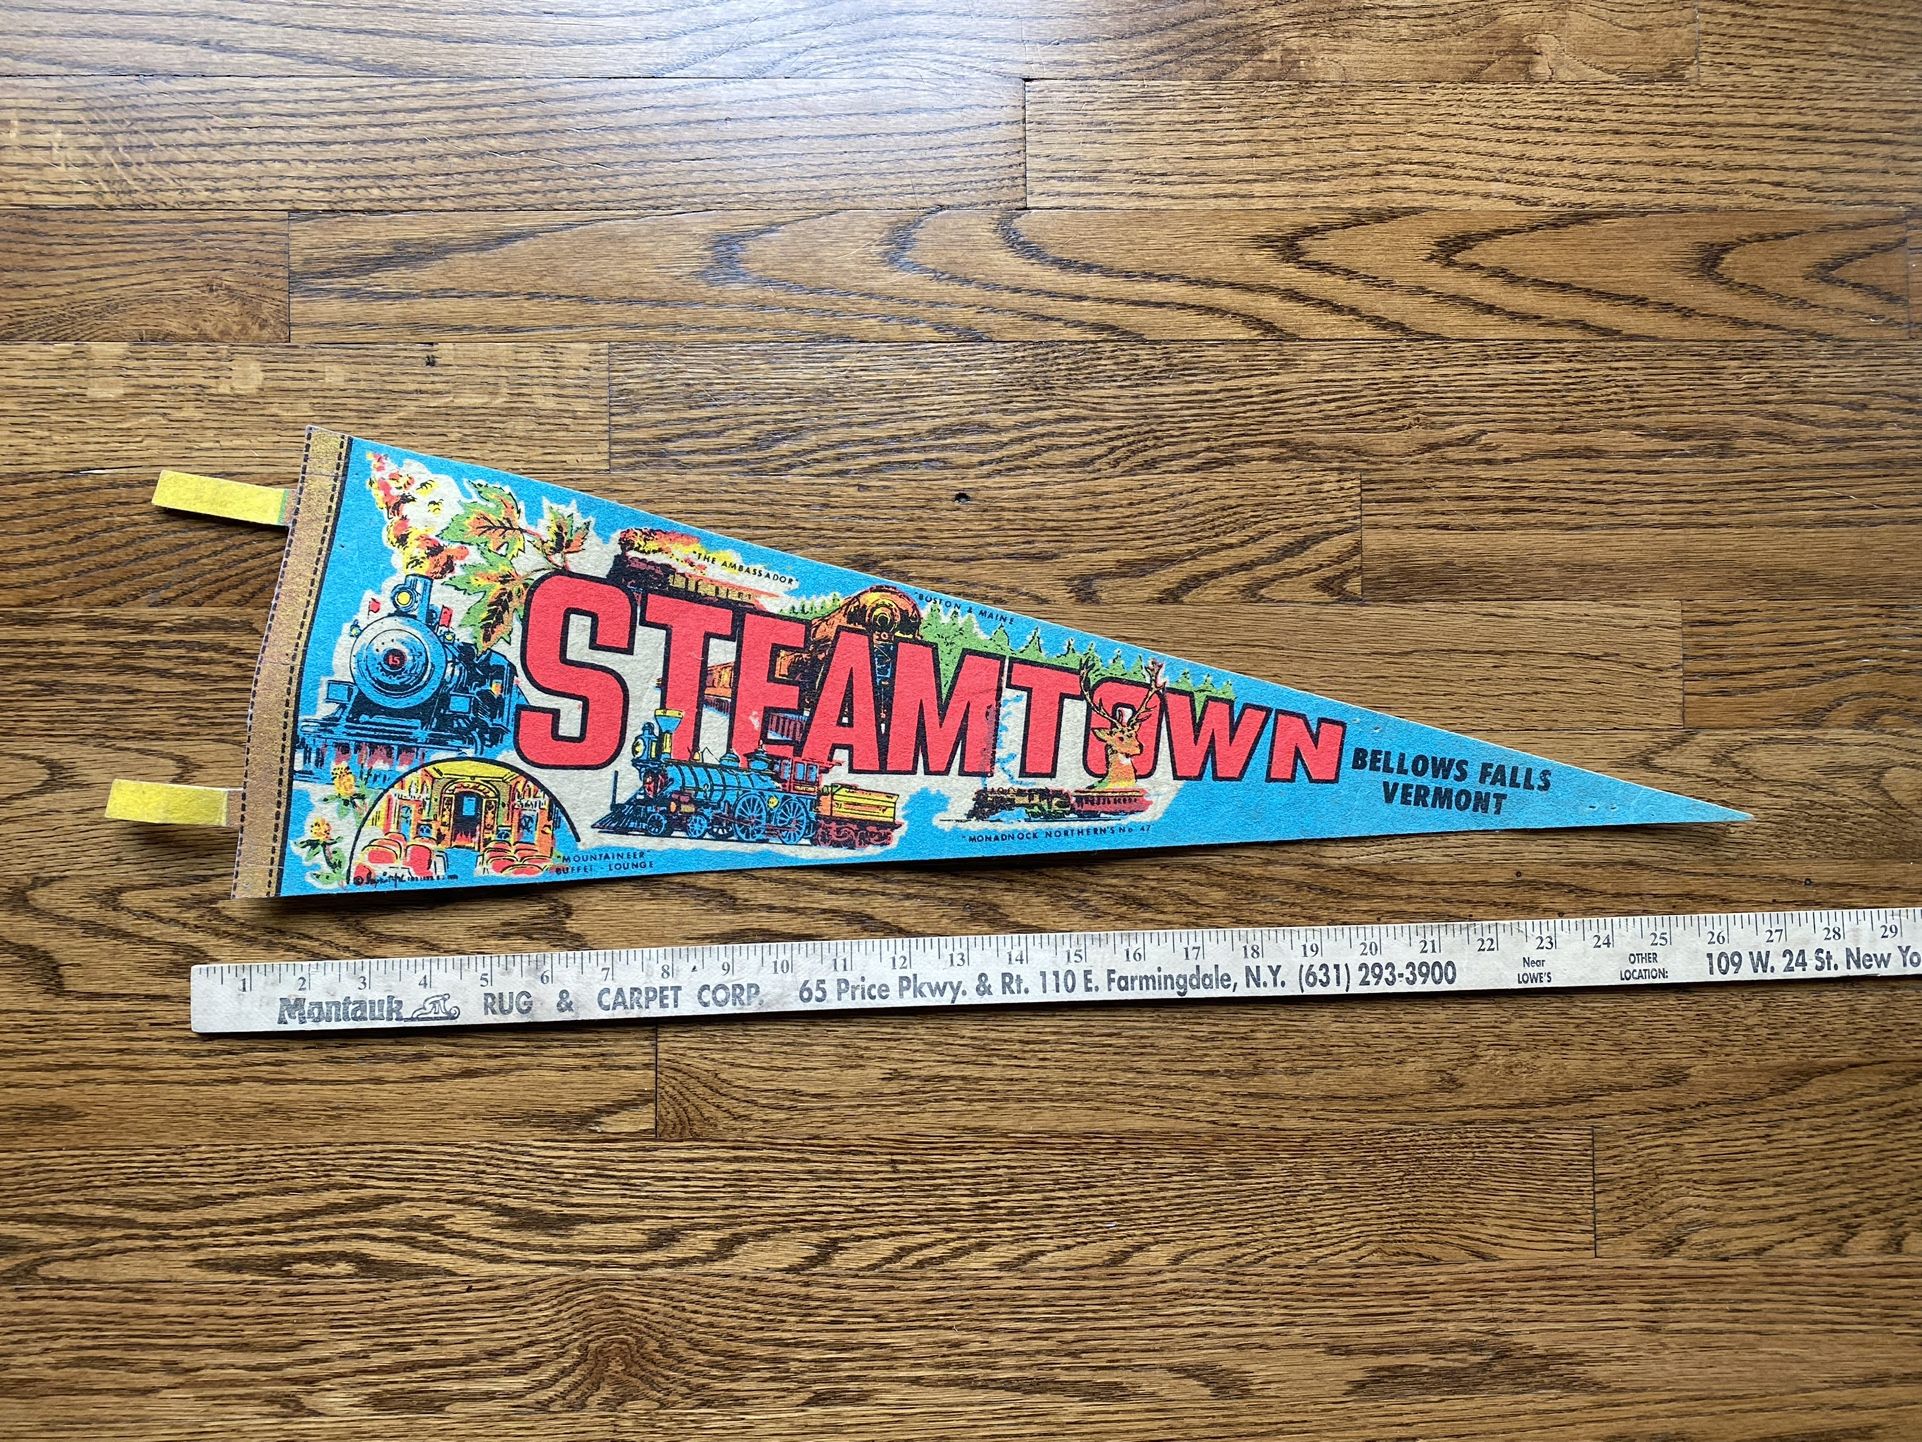 "THE AMBASSADOR"
"BOSTON & MAINE
STEAMTOWN
15
BELLOWS FALLS
VERMONT
"MONADNOCK NORTHERN'S No 47
"MOUNTAINEER"
BUFFET - LOUNGE
1 2 3 4 5 6 7 8 9 10 11 12 13 14 15 16 17 18 19 20 21 22 23 24 25 26 27 28 29
Montauk RUG & CARPET CORP. 65 Price Pkwy. & Rt. 110 E. Farmingdale, N.Y. (631) 293-3900 Near LOWE'S OTHER LOCATION: 109 W. 24 St. New Yo